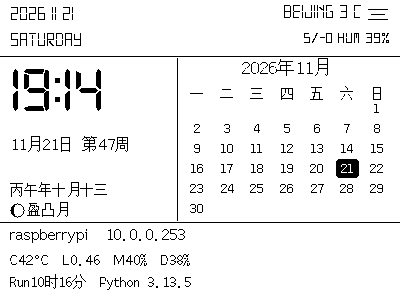 2026 11 21
BEIJING 3 C
SATURDAY
5/-0 HUM 39%
19:14
11月21日 第47周
丙午年十月十三
盈凸月
2026年11月
一 二 三 四 五 六 日
1
2 3 4 5 6 7 8
9 10 11 12 13 14 15
16 17 18 19 20 21 22
23 24 25 26 27 28 29
30
raspberrypi 10.0.0.253
C42°C L0.46 M40% D38%
Run10时16分 Python 3.13.5